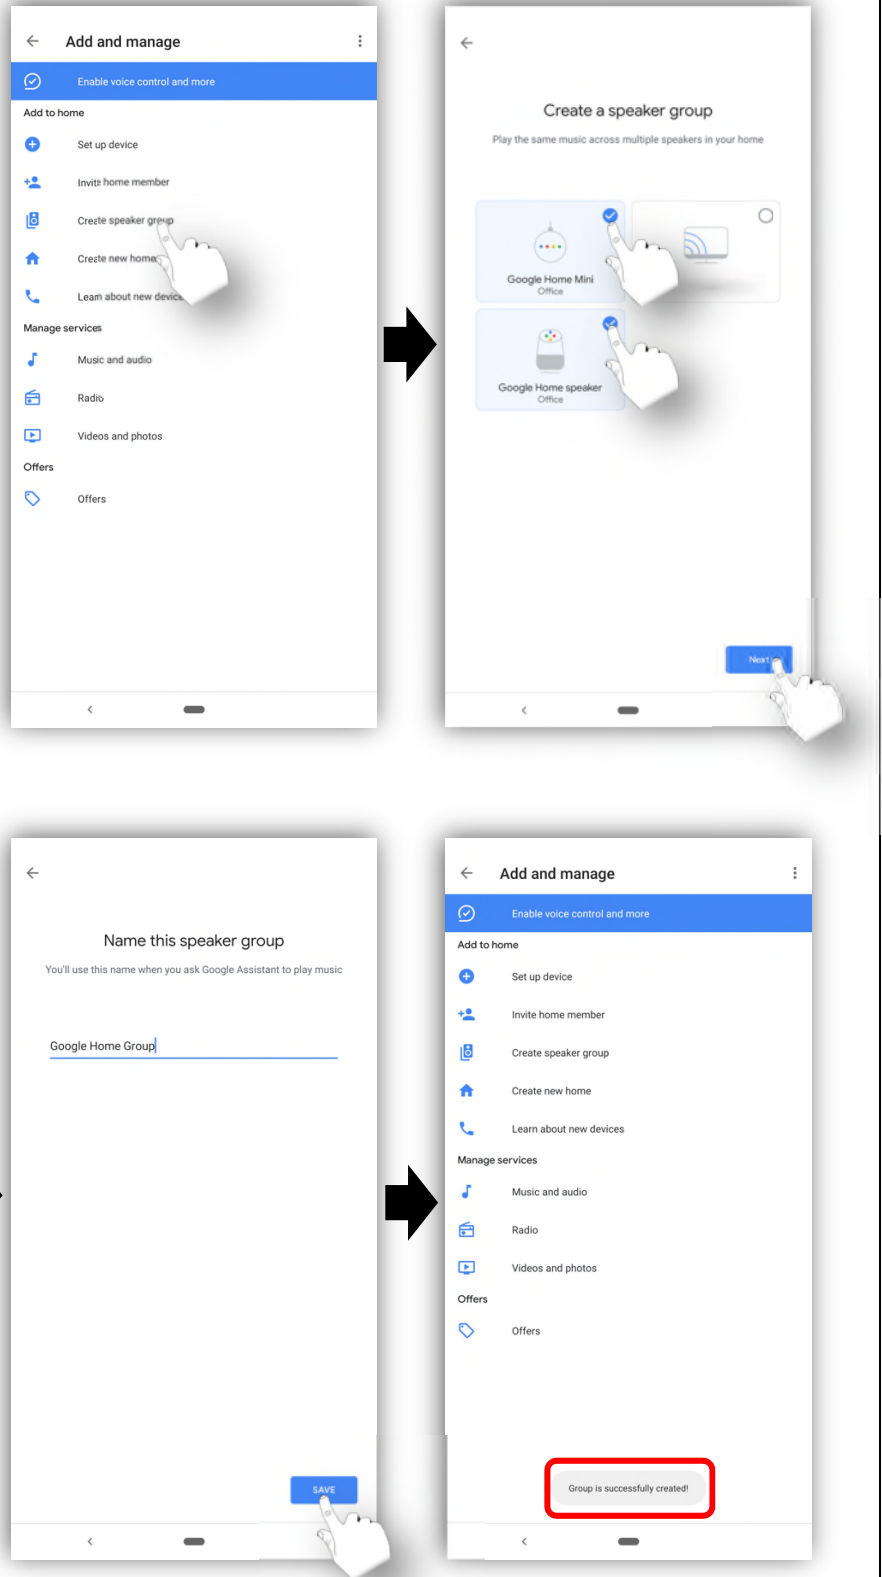 Add and manage
Enable voice control and more
Add to home
Set up device
Invite home member
Create speaker group
Create new home
Learn about new device
Manage services
Music and audio
Radio
Videos and photos
Offers
Offers
Create a speaker group
Play the same music across multiple speakers in your home
Google Home Mini
Office
Google Home speaker
Office
Next
Name this speaker group
You'll use this name when you ask Google Assistant to play music
Google Home Group
SAVE
Add and manage
Enable voice control and more
Add to home
Set up device
Invite home member
Create speaker group
Create new home
Learn about new devices
Manage services
Music and audio
Radio
Videos and photos
Offers
Offers
Group is successfully created!